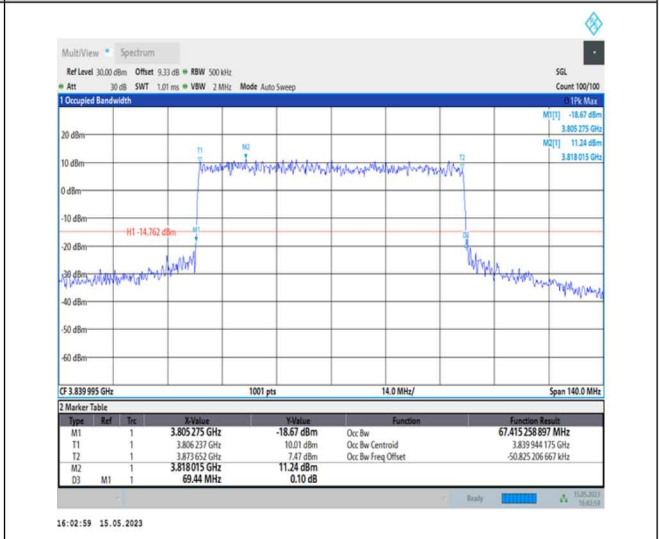 MultiView Spectrum
Ref Level 30.00 dBm Offset 9.33 dB RBW 500 kHz SGL
Att 30 dB SWT 1.01 ms VBW 2 MHz Mode Auto Sweep Count 100/100
1 Occupied Bandwidth 1Pk Max
M1[1] -18.67 dBm
3.805 275 GHz
M2[1] 11.24 dBm
3.818 015 GHz
20 dBm
T1 M2 T2
10 dBm
0 dBm
-10 dBm
H1 -14.762 dBm M1
D3
-30 dBm
-40 dBm
-50 dBm
-60 dBm
CF 3.839 995 GHz 1001 pts 14.0 MHz/ Span 140.0 MHz
2 Marker Table
Type Ref Trc X-Value Y-Value Function Function Result
M1 1 3.805 275 GHz -18.67 dBm Occ Bw 67.415 258 897 MHz
T1 1 3.806 237 GHz 10.01 dBm Occ Bw Centroid 3.839 944 175 GHz
T2 1 3.873 652 GHz 7.47 dBm Occ Bw Freq Offset -50.825 206 667 kHz
M2 1 3.818 015 GHz 11.24 dBm
D3 M1 1 69.44 MHz 0.10 dB
Ready 15.05.2023
16:02:59
16:02:59 15.05.2023